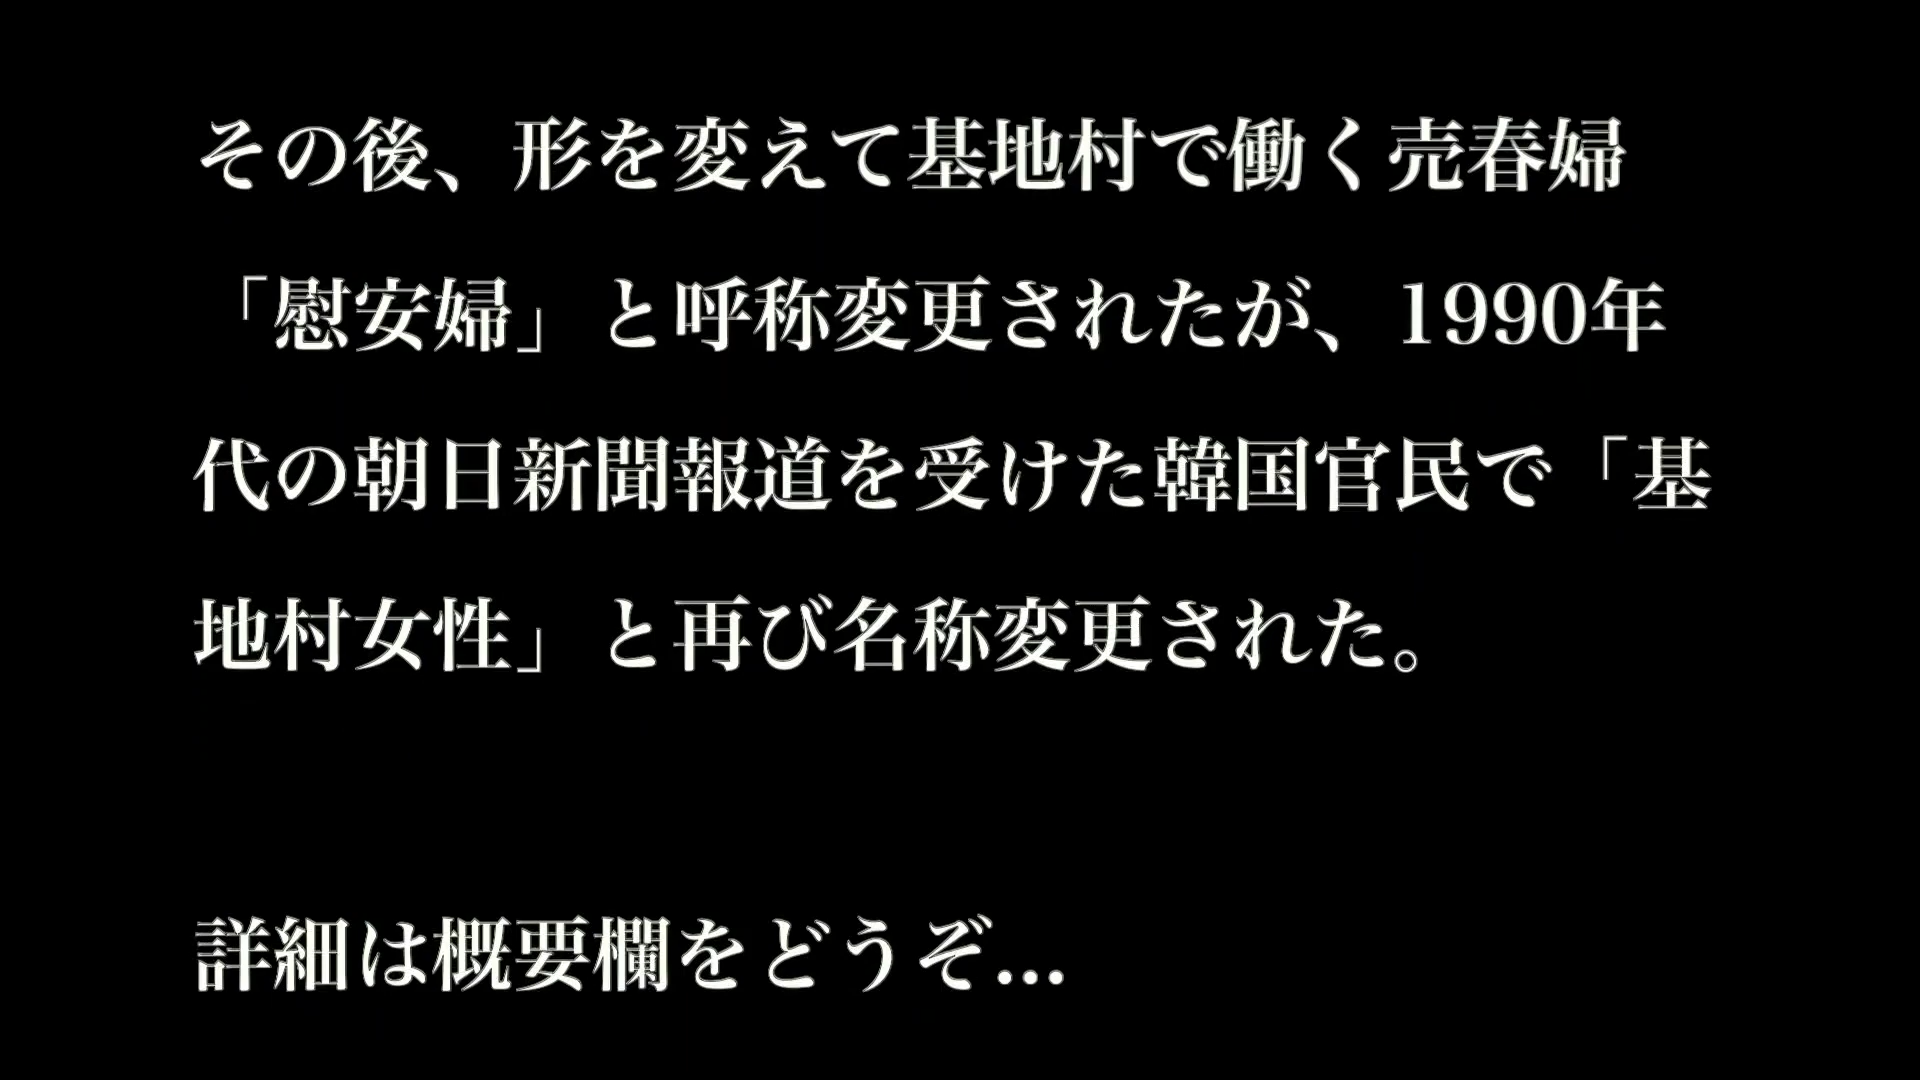 その後、形を変えて基地村で働く売春婦
「慰安婦」と呼称変更されたが、1990年
代の朝日新聞報道を受けた韓国官民で「基
地村女性」と再び名称変更された。
詳細は概要欄をどうぞ…